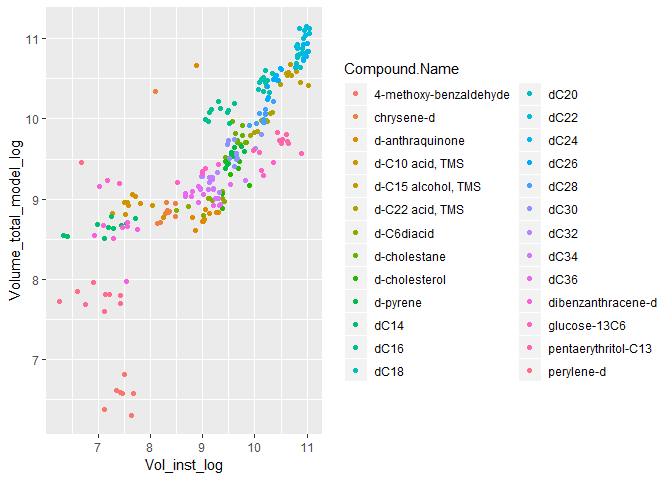 Compound.Name
4-methoxy-benzaldehyde
chrysene-d
d-anthraquinone
d-C10 acid, TMS
d-C15 alcohol, TMS
d-C22 acid, TMS
d-C6diacid
d-cholestane
d-cholesterol
d-pyrene
dC14
dC16
dC18
dC20
dC22
dC24
dC26
dC28
dC30
dC32
dC34
dC36
dibenzanthracene-d
glucose-13C6
pentaerythritol-C13
perylene-d
Volume_total_model_log
11
10
9
8
7
7
8
9
10
11
Vol_inst_log